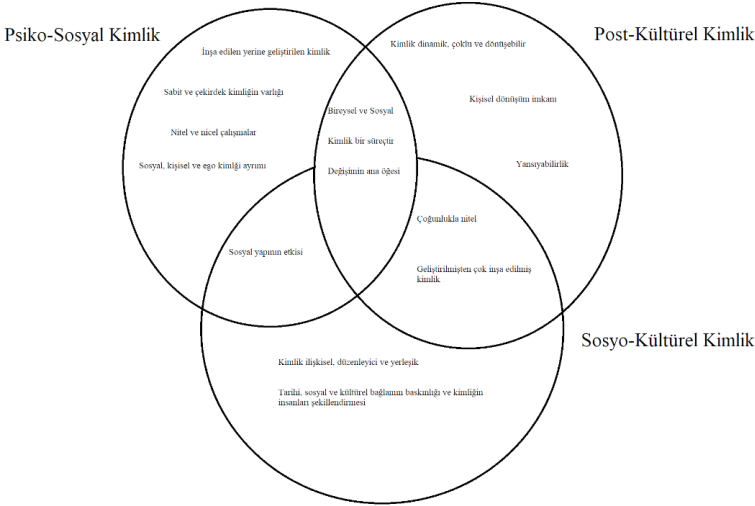 Psiko-Sosyal Kimlik
Post-Kültürel Kimlik
İnşa edilen yerine geliştirilen kimlik
Sabit ve çekirdek kimliğin varlığı
Nitel ve nicel çalışmalar
Sosyal, kişisel ve ego kimlği ayrımı
Kimlik dinamik, çoklu ve dönüşebilir
Kişisel dönüşüm imkanı
Yansıyabilirlik
Bireysel ve Sosyal
Kimlik bir süreçtir
Değişimin ana öğesi
Sosyal yapının etkisi
Çoğunlukla nitel
Geliştirilmişten çok inşa edilmiş
kimlik
Sosyo-Kültürel Kimlik
Kimlik ilişkisel, düzenleyici ve yerleşik
Tarihi, sosyal ve kültürel bağlamın baskınlığı ve kimliğin
insanları şekillendirmesi